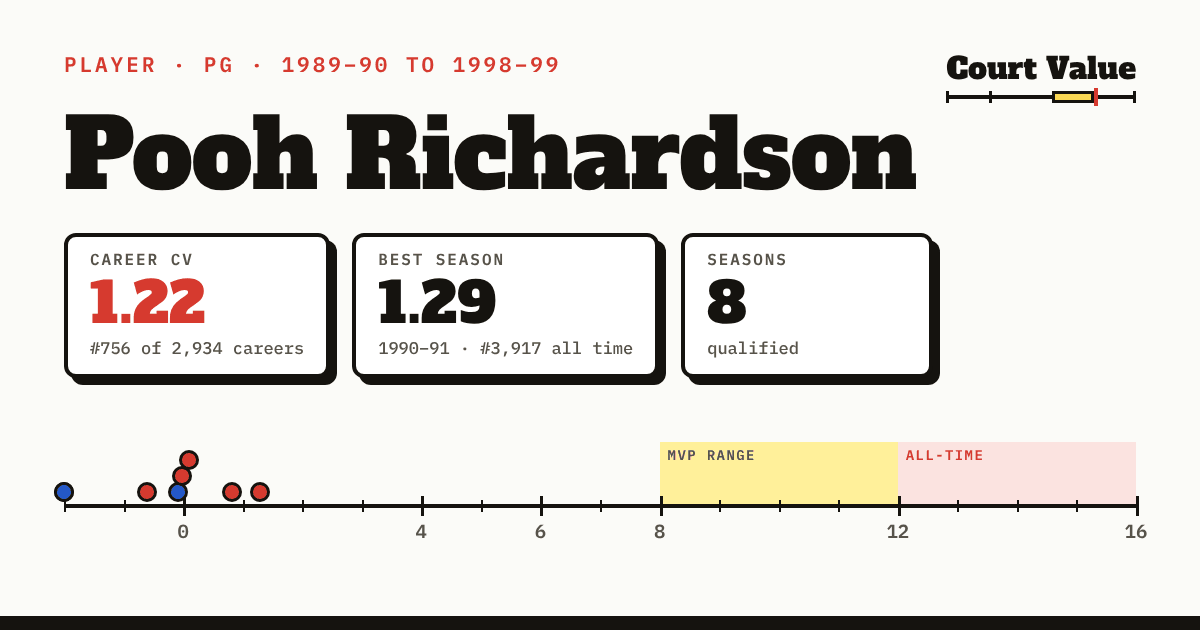 PLAYER · PG · 1989–90 TO 1998–99
Court Value
Pooh Richardson
CAREER CV
1.22
#756 of 2,934 careers
BEST SEASON
1.29
1990–91 · #3,917 all time
SEASONS
8
qualified
MVP RANGE
ALL-TIME
0 4 6 8 12 16